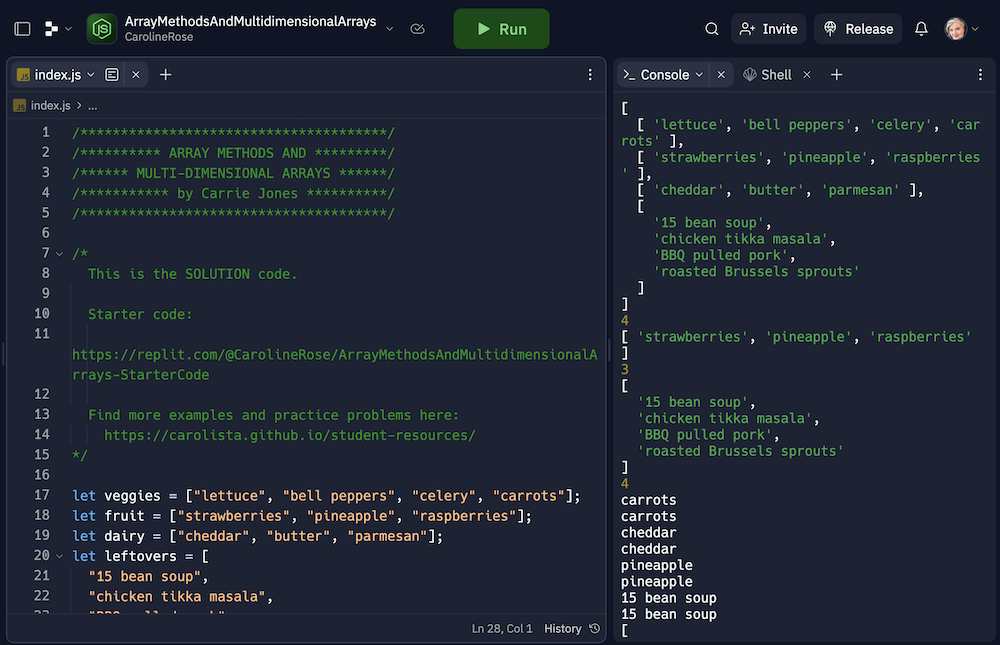 ArrayMethodsAndMultidimensionalArrays
CarolineRose
Run
Invite
Release
JS index.js
JS index.js > ...
1 /**************************************/
2 /********** ARRAY METHODS AND *********/
3 /****** MULTI-DIMENSIONAL ARRAYS ******/
4 /*********** by Carrie Jones **********/
5 /**************************************/
6
7 /*
8 This is the SOLUTION code.
9
10 Starter code:
11
https://replit.com/@CarolineRose/ArrayMethodsAndMultidimensionalA
rrays-StarterCode
12
13 Find more examples and practice problems here:
14 https://carolista.github.io/student-resources/
15 */
16
17 let veggies = ["lettuce", "bell peppers", "celery", "carrots"];
18 let fruit = ["strawberries", "pineapple", "raspberries"];
19 let dairy = ["cheddar", "butter", "parmesan"];
20 let leftovers = [
21 "15 bean soup",
22 "chicken tikka masala",
Ln 28, Col 1 History
>_ Console
Shell
[
[ 'lettuce', 'bell peppers', 'celery', 'car
rots' ],
[ 'strawberries', 'pineapple', 'raspberries
' ],
[ 'cheddar', 'butter', 'parmesan' ],
[
'15 bean soup',
'chicken tikka masala',
'BBQ pulled pork',
'roasted Brussels sprouts'
]
]
4
[ 'strawberries', 'pineapple', 'raspberries'
]
3
[
'15 bean soup',
'chicken tikka masala',
'BBQ pulled pork',
'roasted Brussels sprouts'
]
4
carrots
carrots
cheddar
cheddar
pineapple
pineapple
15 bean soup
15 bean soup
[